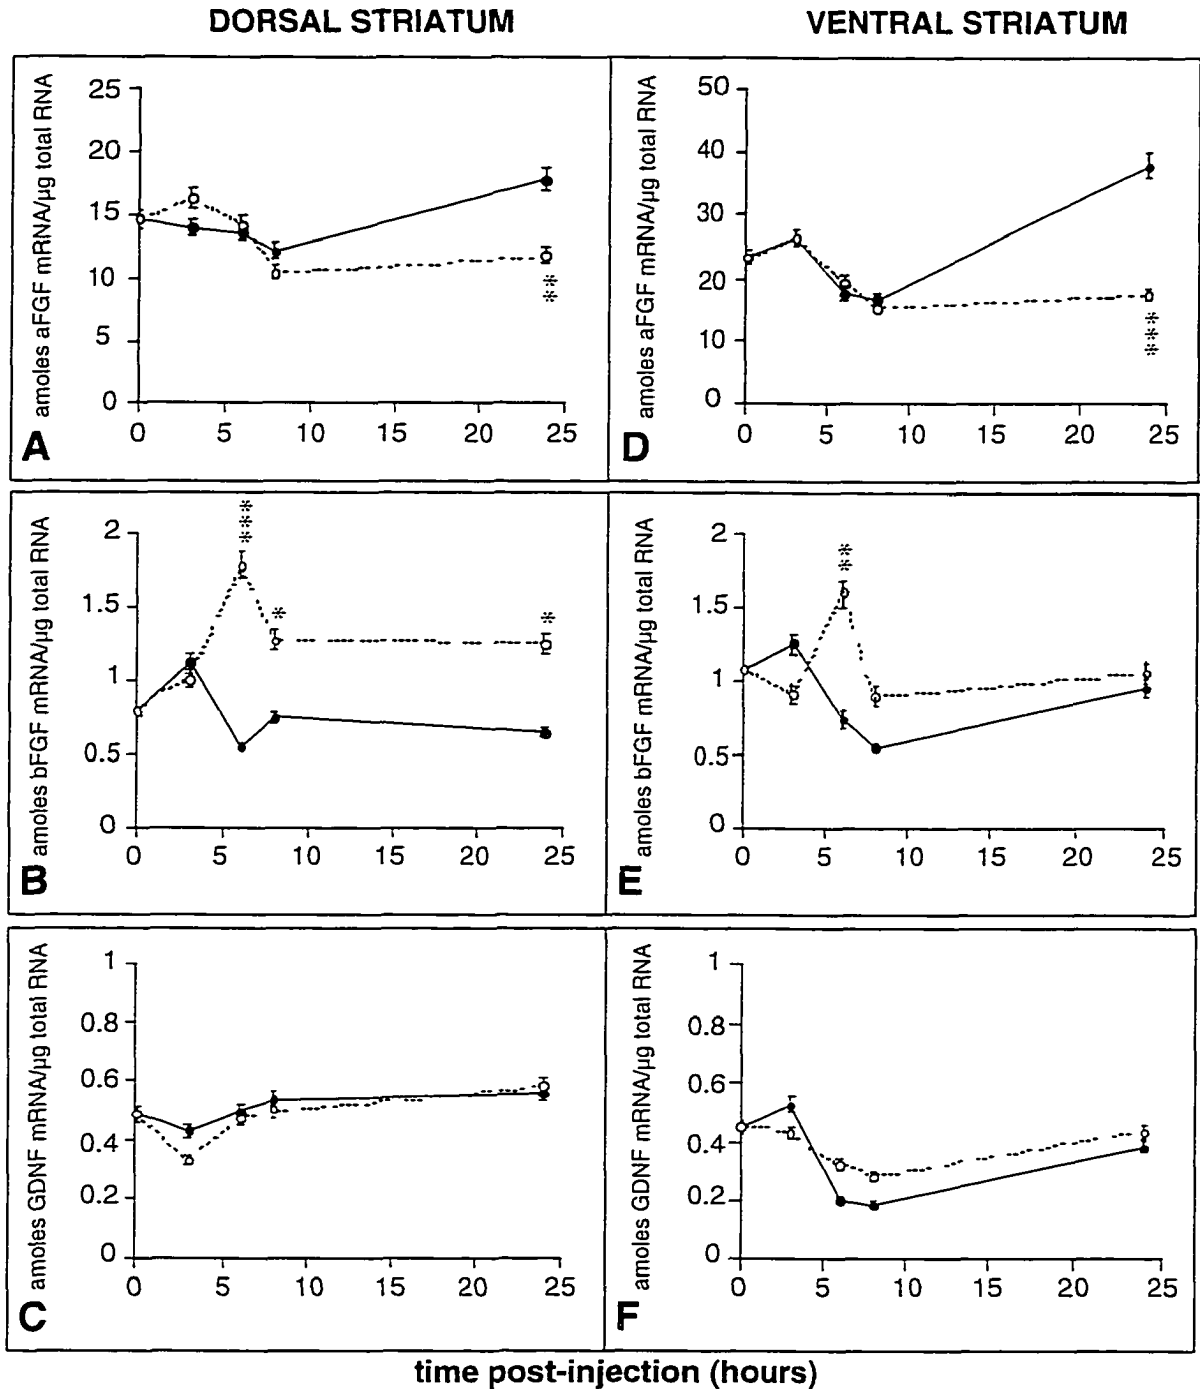 DORSAL STRIATUM
VENTRAL STRIATUM
amoles aFGF mRNA/µg total RNA
25
20
15
10
5
0
0 5 10 15 20 25
**
A
amoles aFGF mRNA/µg total RNA
50
40
30
20
10
0
0 5 10 15 20 25
***
D
amoles bFGF mRNA/µg total RNA
2
1.5
1
0.5
0
0 5 10 15 20 25
***
*
*
B
amoles bFGF mRNA/µg total RNA
2
1.5
1
0.5
0
0 5 10 15 20 25
**
E
amoles GDNF mRNA/µg total RNA
1
0.8
0.6
0.4
0.2
0
0 5 10 15 20 25
C
amoles GDNF mRNA/µg total RNA
1
0.8
0.6
0.4
0.2
0
0 5 10 15 20 25
F
time post-injection (hours)